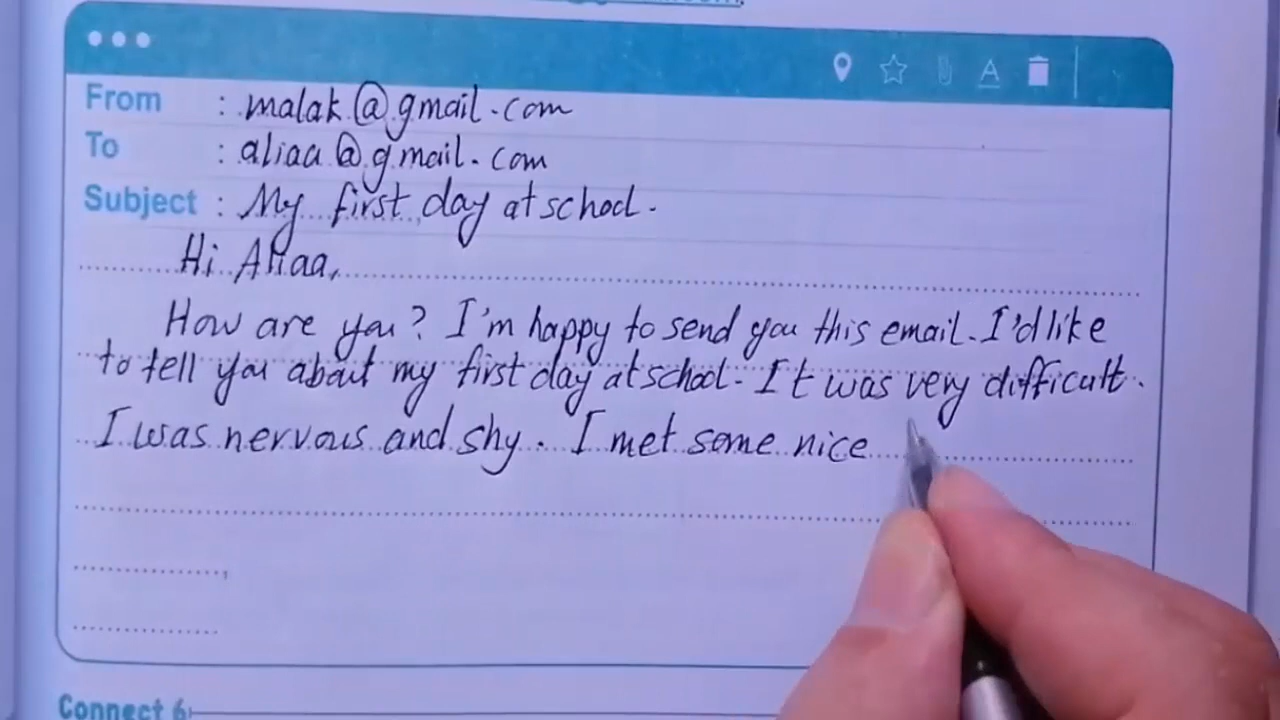 From : malak@gmail.com
To : aliaa@gmail.com
Subject : My first day at school.
Hi Aliaa,
How are you? I'm happy to send you this email. I'd like
to tell you about my first day at school. It was very difficult.
I was nervous and shy. I met some nice
Connect 6